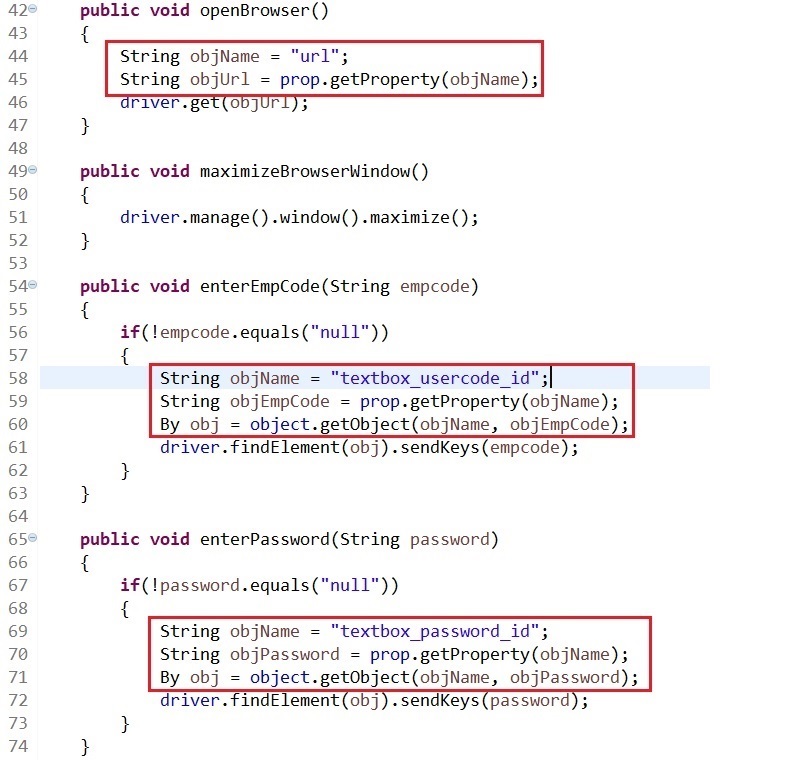 42 public void openBrowser()
43 {
44 String objName = "url";
45 String objUrl = prop.getProperty(objName);
46 driver.get(objUrl);
47 }
48
49 public void maximizeBrowserWindow()
50 {
51 driver.manage().window().maximize();
52 }
53
54 public void enterEmpCode(String empcode)
55 {
56 if(!empcode.equals("null"))
57 {
58 String objName = "textbox_usercode_id";
59 String objEmpCode = prop.getProperty(objName);
60 By obj = object.getObject(objName, objEmpCode);
61 driver.findElement(obj).sendKeys(empcode);
62 }
63 }
64
65 public void enterPassword(String password)
66 {
67 if(!password.equals("null"))
68 {
69 String objName = "textbox_password_id";
70 String objPassword = prop.getProperty(objName);
71 By obj = object.getObject(objName, objPassword);
72 driver.findElement(obj).sendKeys(password);
73 }
74 }